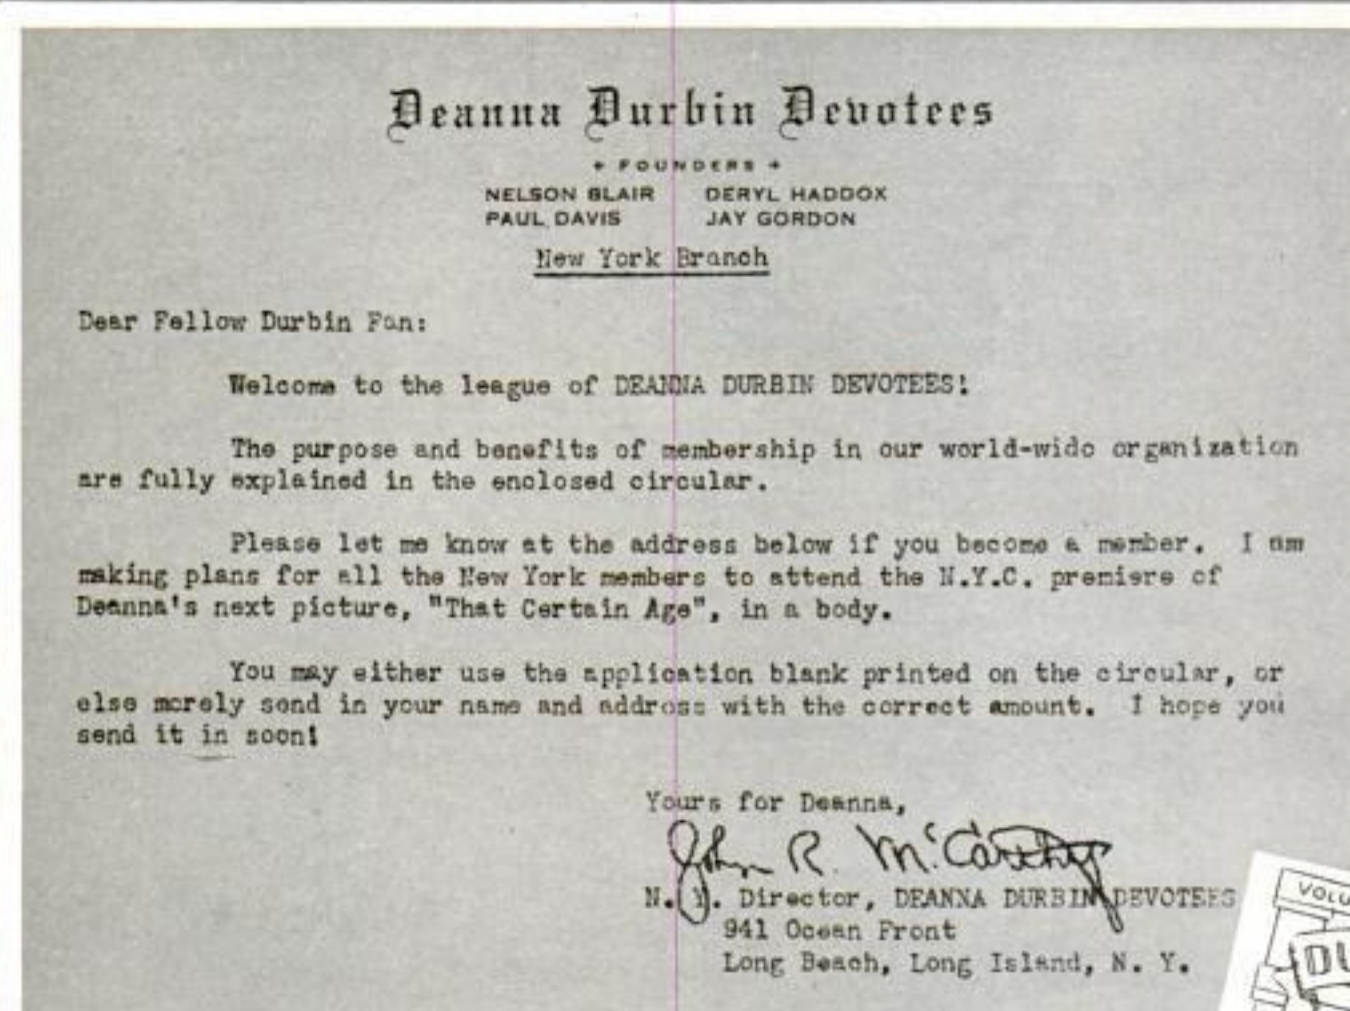 Deanna Durbin Devotees
+ FOUNDERS +
NELSON BLAIR DERYL HADDOX
PAUL DAVIS JAY GORDON
New York Branch
Dear Fellow Durbin Fan:
Welcome to the league of DEANNA DURBIN DEVOTEES!
The purpose and benefits of membership in our world-wide organization
are fully explained in the enclosed circular.
Please let me know at the address below if you become a member. I am
making plans for all the New York members to attend the N.Y.C. premiere of
Deanna's next picture, "That Certain Age", in a body.
You may either use the application blank printed on the circular, or
else merely send in your name and address with the correct amount. I hope you
send it in soon!
Yours for Deanna,
John R. McCarthy
N.Y. Director, DEANNA DURBIN DEVOTEES
941 Ocean Front
Long Beach, Long Island, N. Y.